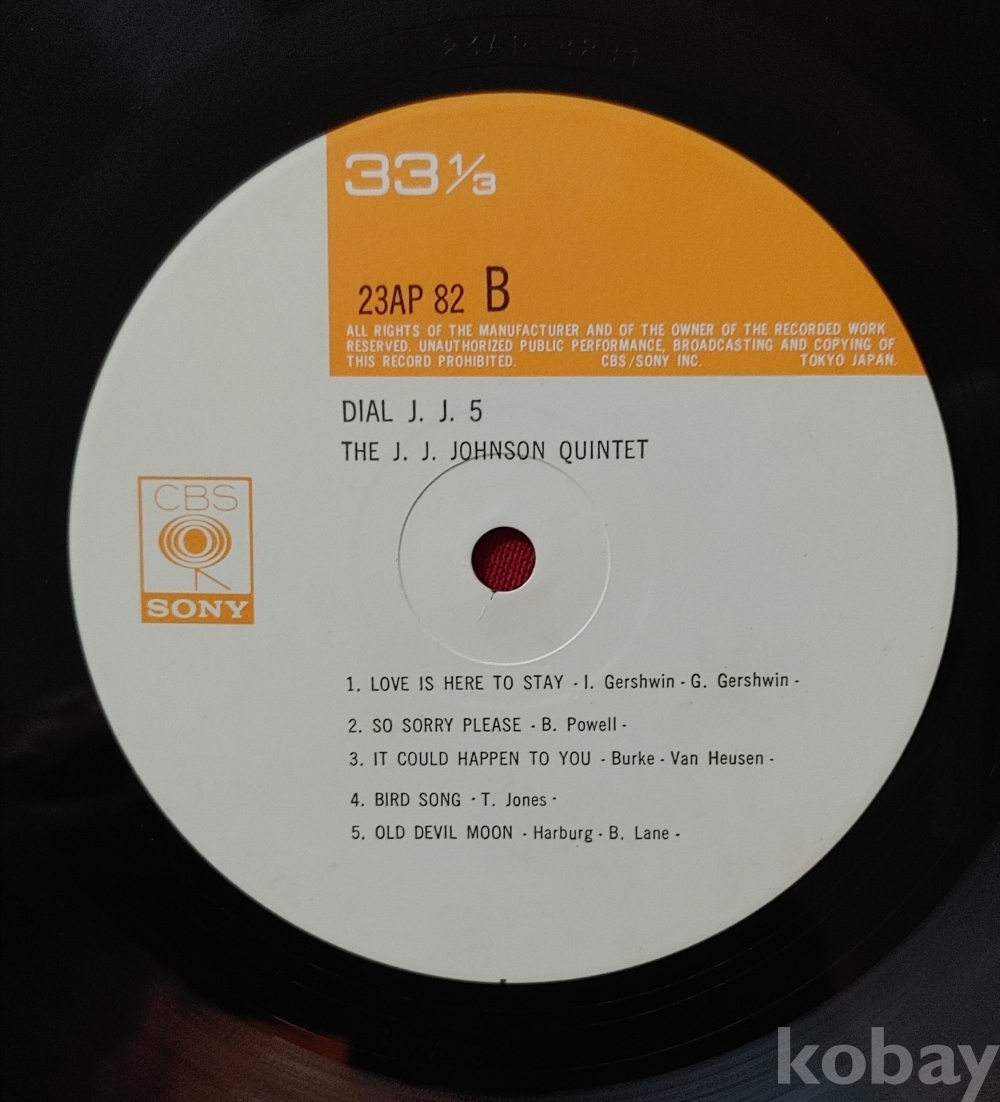 33 1/3
23AP 82 B
ALL RIGHTS OF THE MANUFACTURER AND OF THE OWNER OF THE RECORDED WORK
RESERVED. UNAUTHORIZED PUBLIC PERFORMANCE, BROADCASTING AND COPYING OF
THIS RECORD PROHIBITED. CBS/SONY INC. TOKYO JAPAN.
DIAL J. J. 5
THE J. J. JOHNSON QUINTET
CBS
SONY
1. LOVE IS HERE TO STAY - I. Gershwin - G. Gershwin -
2. SO SORRY PLEASE - B. Powell -
3. IT COULD HAPPEN TO YOU - Burke - Van Heusen -
4. BIRD SONG - T. Jones -
5. OLD DEVIL MOON - Harburg - B. Lane -
kobay